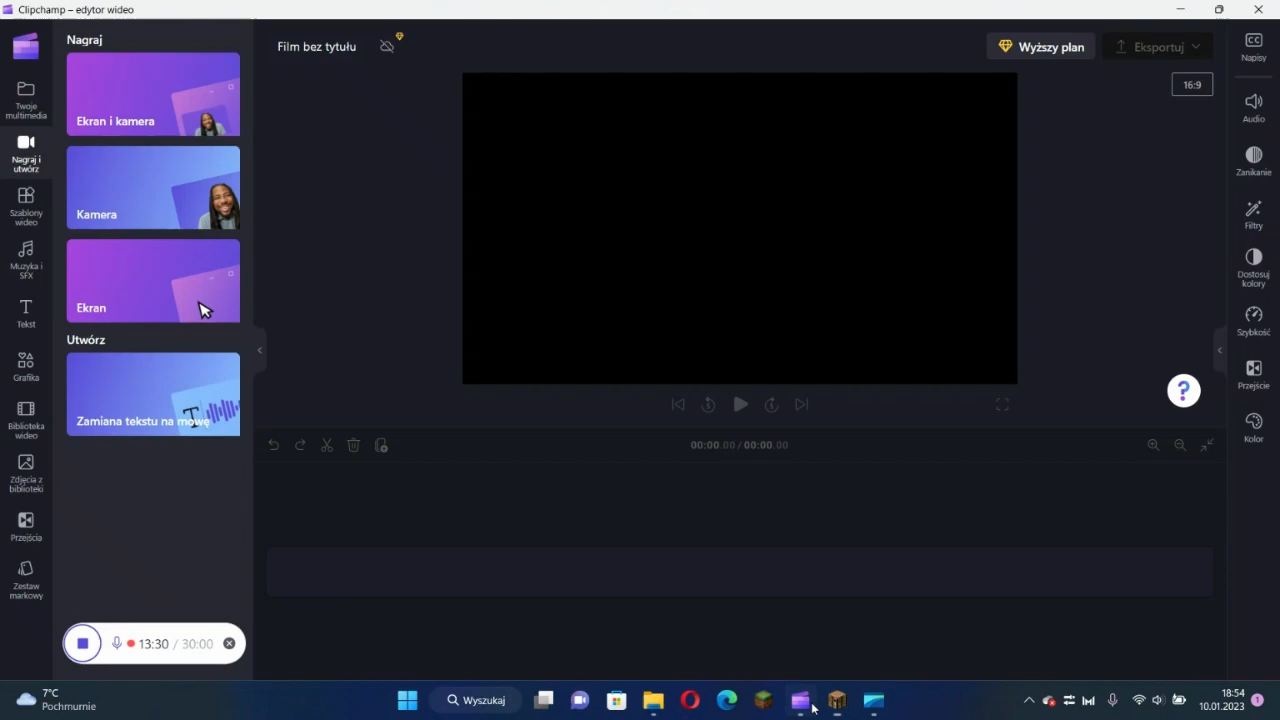 Clipchamp – edytor wideo
Nagraj
Ekran i kamera
Kamera
Ekran
Utwórz
Zamiana tekstu na mowę
Twoje
multimedia
Nagraj i
utwórz
Szablony
wideo
Muzyka i
SFX
Tekst
Grafika
Biblioteka
wideo
Zdjęcia z
biblioteki
Przejścia
Zestaw
markowy
13:30 / 30:00
Film bez tytułu
Wyższy plan
Eksportuj
16:9
00:00.00 / 00:00.00
?
CC
Napisy
Audio
Zanikanie
Filtry
Dostosuj
kolory
Szybkość
Przejście
Kolor
7°C
Pochmurnie
Wyszukaj
18:54
10.01.2023
1